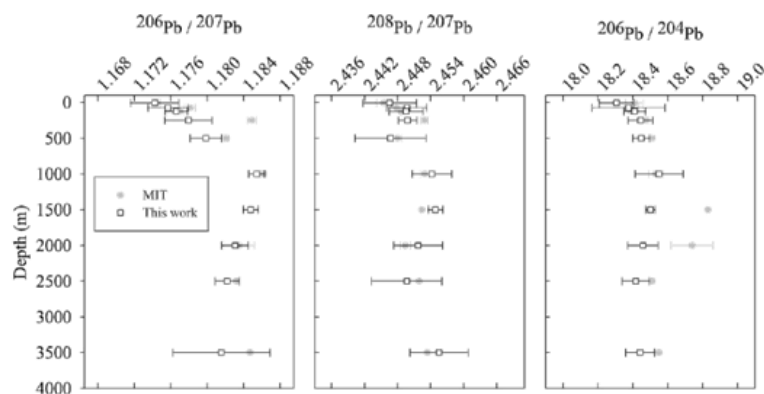 206Pb / 207Pb
208Pb / 207Pb
206Pb / 204Pb
1.168 1.172 1.176 1.180 1.184 1.188
2.436 2.442 2.448 2.454 2.460 2.466
18.0 18.2 18.4 18.6 18.8 19.0
Depth (m)
0
500
1000
1500
2000
2500
3000
3500
4000
MIT
This work